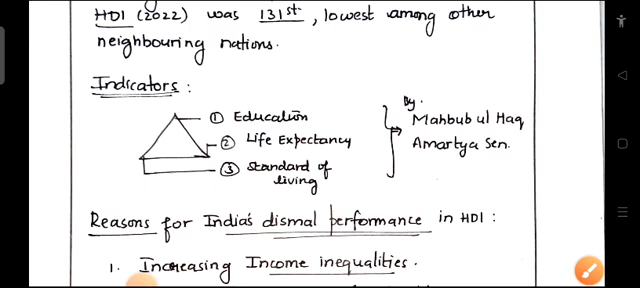 HDI (2022) was 131st, lowest among other
neighbouring nations.
Indicators :
① Education
② Life Expectancy
③ Standard of
living
By.
Mahbub ul Haq
Amartya Sen.
Reasons for India's dismal performance in HDI :
1. Increasing Income inequalities.